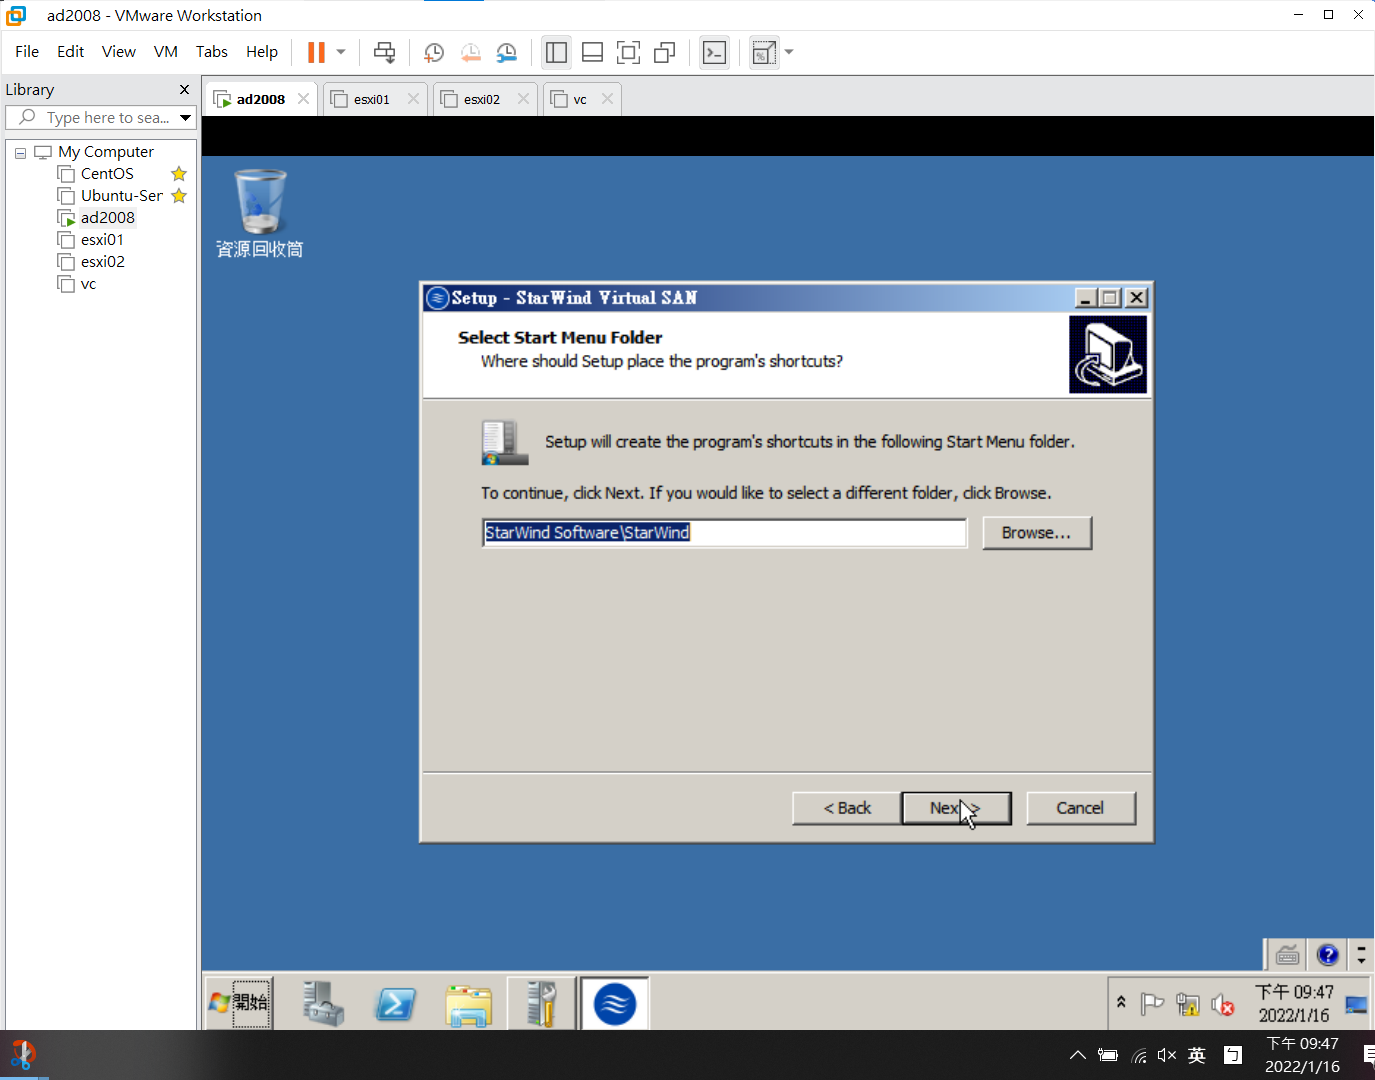 ad2008 - VMware Workstation
File Edit View VM Tabs Help
Library
Type here to sea...
ad2008
esxi01
esxi02
vc
My Computer
CentOS
Ubuntu-Ser
ad2008
esxi01
esxi02
vc
資源回收筒
Setup - StarWind Virtual SAN
Select Start Menu Folder
Where should Setup place the program's shortcuts?
Setup will create the program's shortcuts in the following Start Menu folder.
To continue, click Next. If you would like to select a different folder, click Browse.
StarWind Software\StarWind
Browse...
< Back
Next >
Cancel
開始
下午 09:47
2022/1/16
英
下午 09:47
2022/1/16